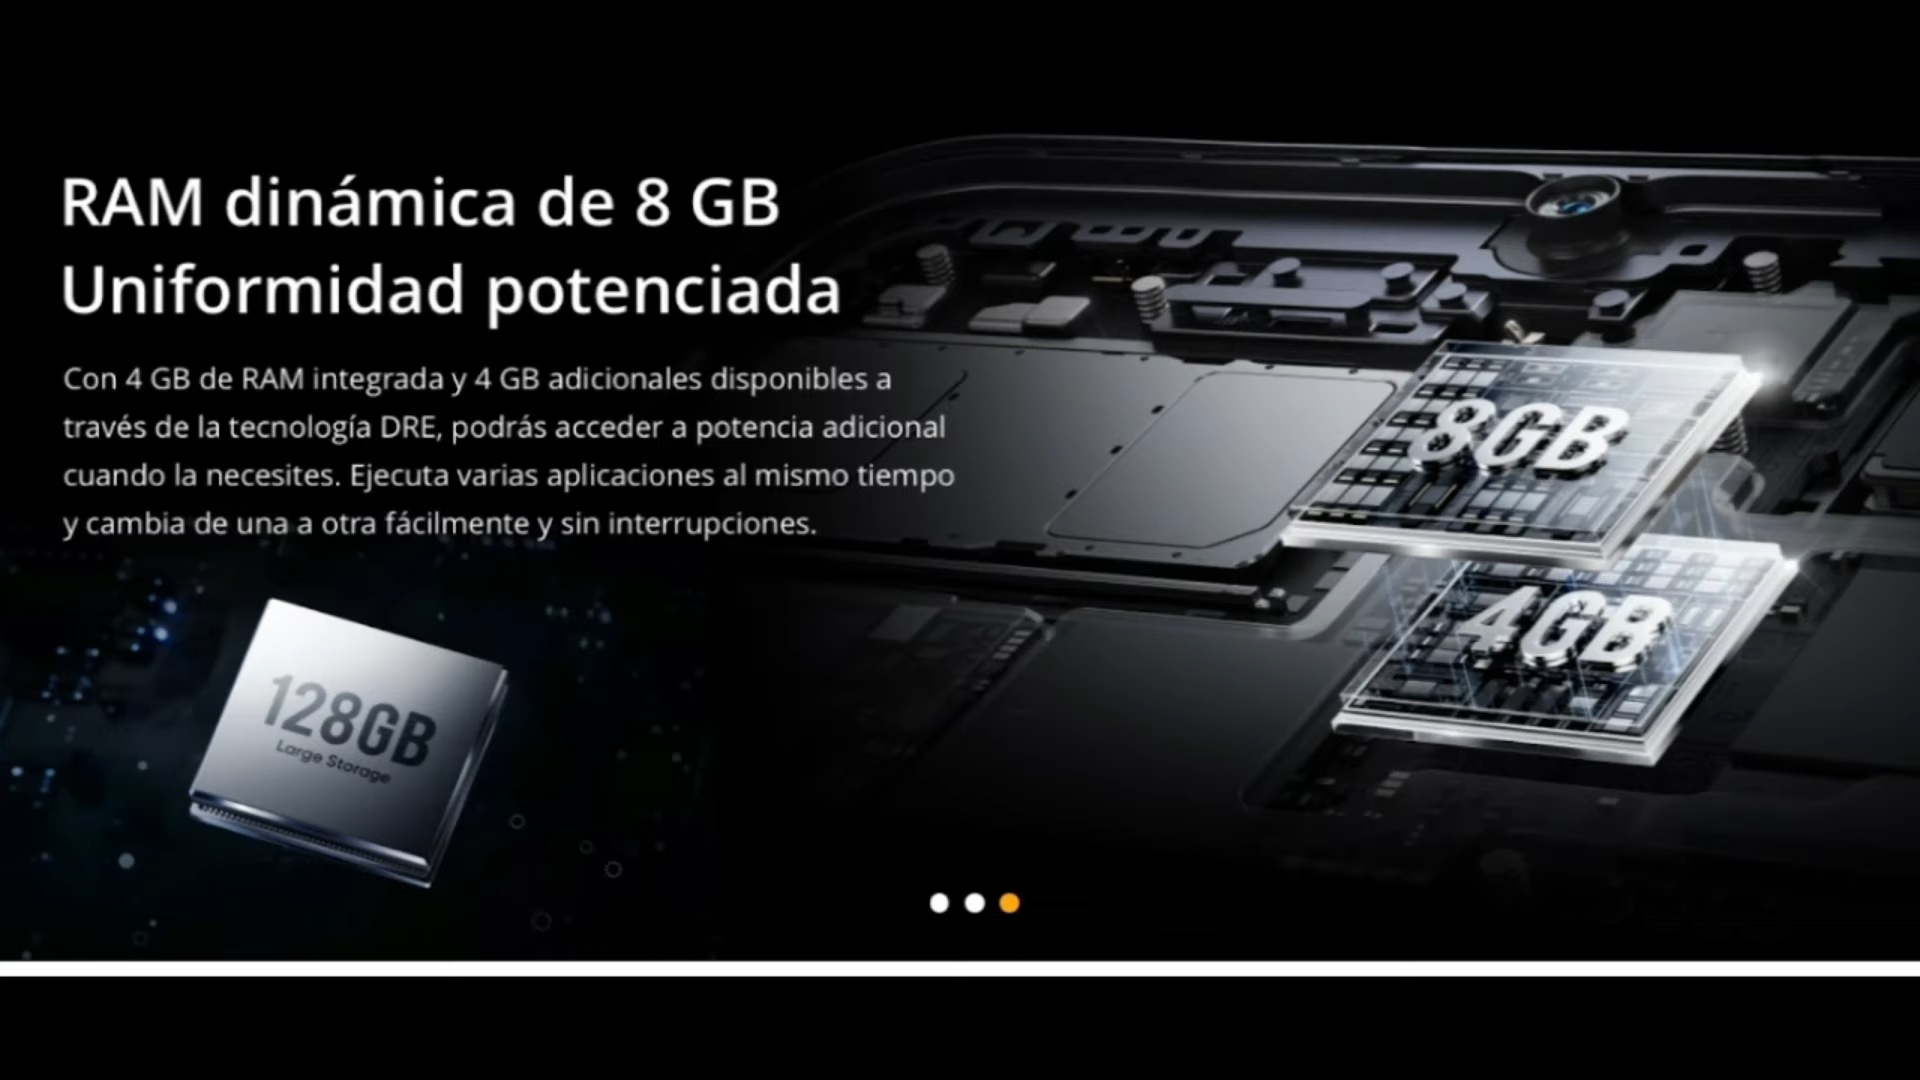 RAM dinámica de 8 GB
Uniformidad potenciada
Con 4 GB de RAM integrada y 4 GB adicionales disponibles a
través de la tecnología DRE, podrás acceder a potencia adicional
cuando la necesites. Ejecuta varias aplicaciones al mismo tiempo
y cambia de una a otra fácilmente y sin interrupciones.
8GB
4GB
128GB
Large Storage